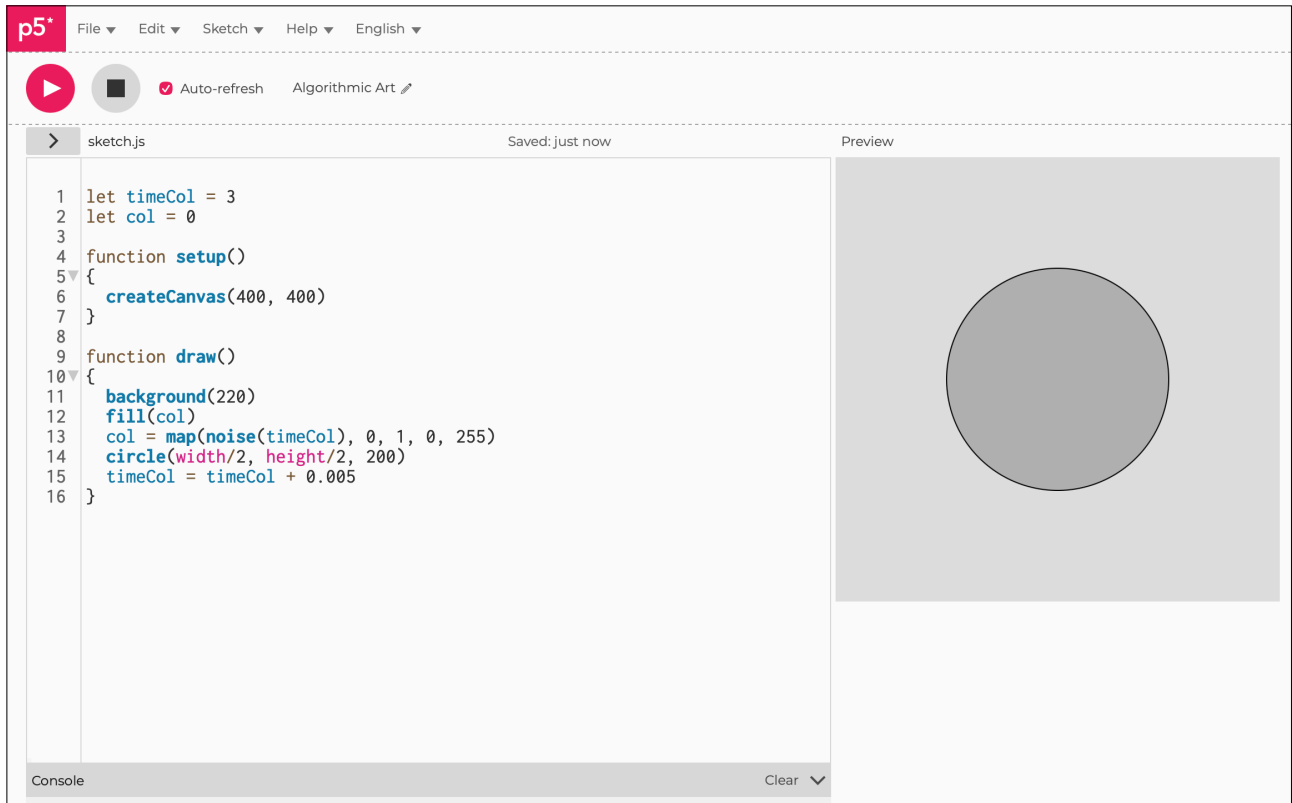 p5* File Edit Sketch Help English
Auto-refresh Algorithmic Art
sketch.js Saved: just now Preview
1 let timeCol = 3
2 let col = 0
3
4 function setup()
5 {
6 createCanvas(400, 400)
7 }
8
9 function draw()
10 {
11 background(220)
12 fill(col)
13 col = map(noise(timeCol), 0, 1, 0, 255)
14 circle(width/2, height/2, 200)
15 timeCol = timeCol + 0.005
16 }
Console Clear